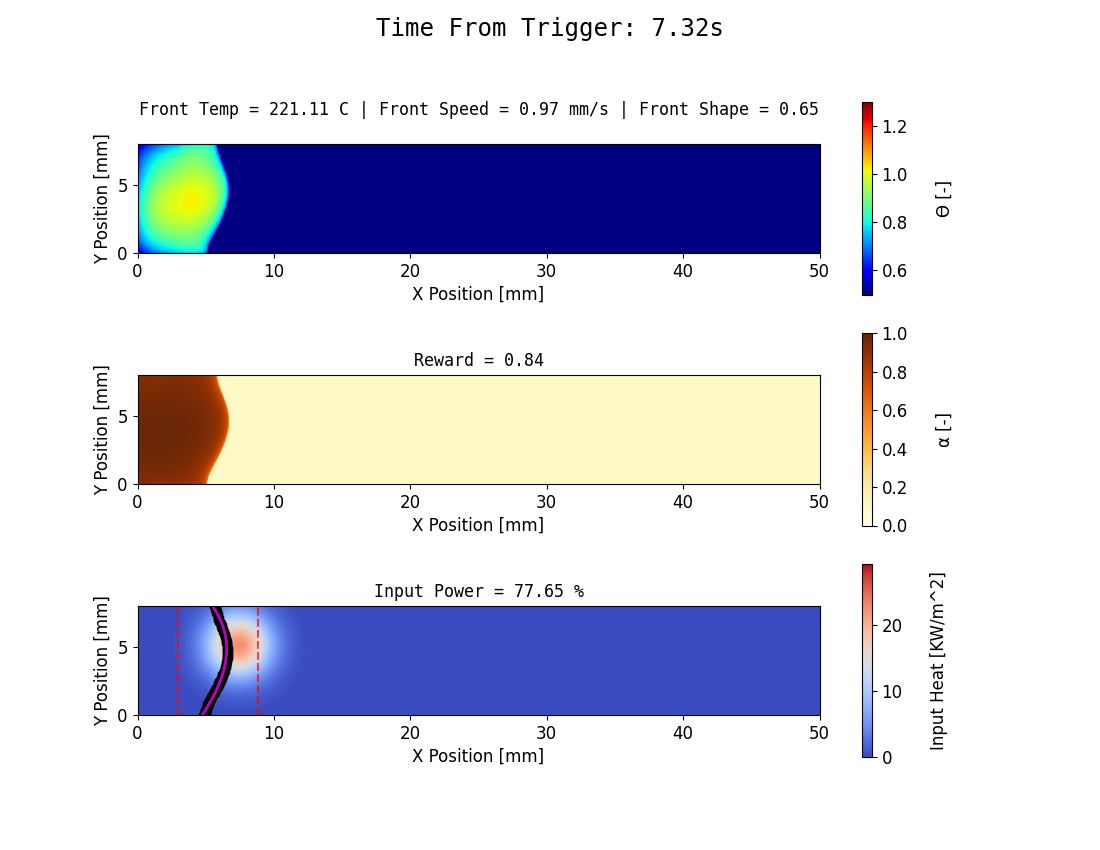 Time From Trigger: 7.32s
Front Temp = 221.11 C | Front Speed = 0.97 mm/s | Front Shape = 0.65
Y Position [mm]
5
0
0 10 20 30 40 50
X Position [mm]
1.2
1.0
0.8
0.6
Θ [-]
Reward = 0.84
Y Position [mm]
5
0
0 10 20 30 40 50
X Position [mm]
1.0
0.8
0.6
0.4
0.2
0.0
α [-]
Input Power = 77.65 %
Y Position [mm]
5
0
0 10 20 30 40 50
X Position [mm]
20
10
0
Input Heat [KW/m^2]